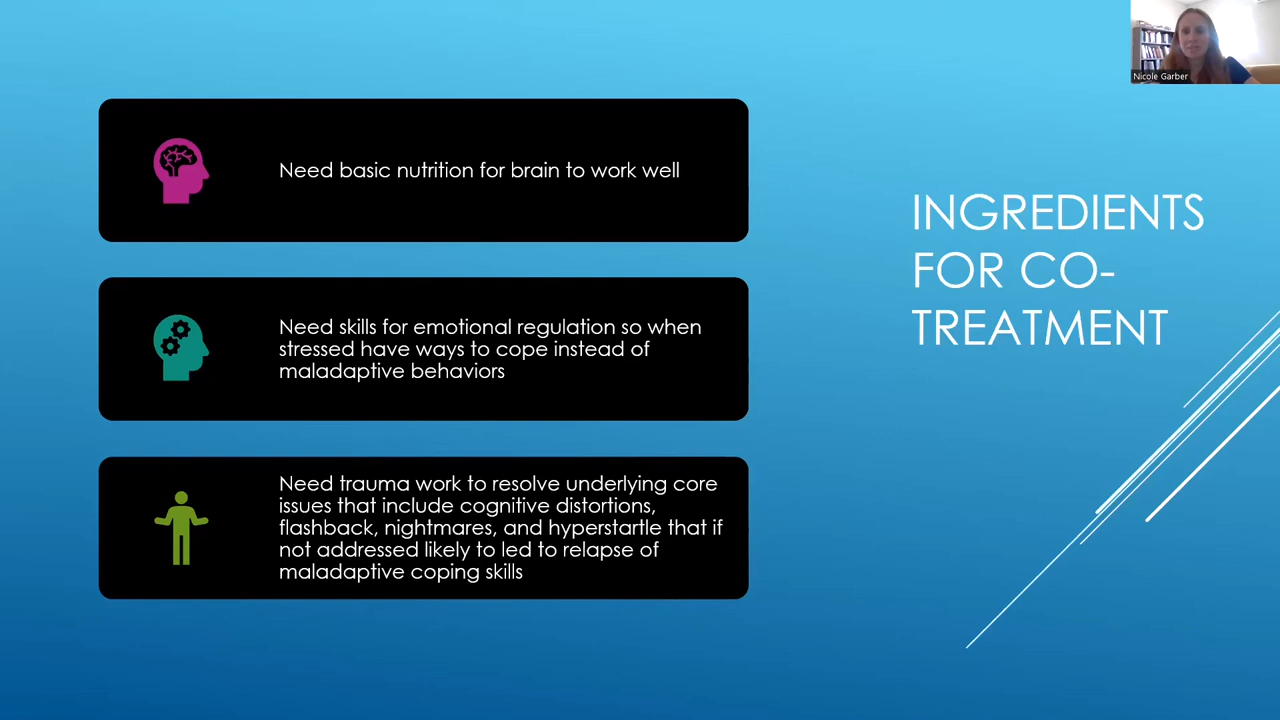 Nicole Garber
Need basic nutrition for brain to work well
Need skills for emotional regulation so when
stressed have ways to cope instead of
maladaptive behaviors
Need trauma work to resolve underlying core
issues that include cognitive distortions,
flashback, nightmares, and hyperstartle that if
not addressed likely to led to relapse of
maladaptive coping skills
INGREDIENTS
FOR CO-
TREATMENT